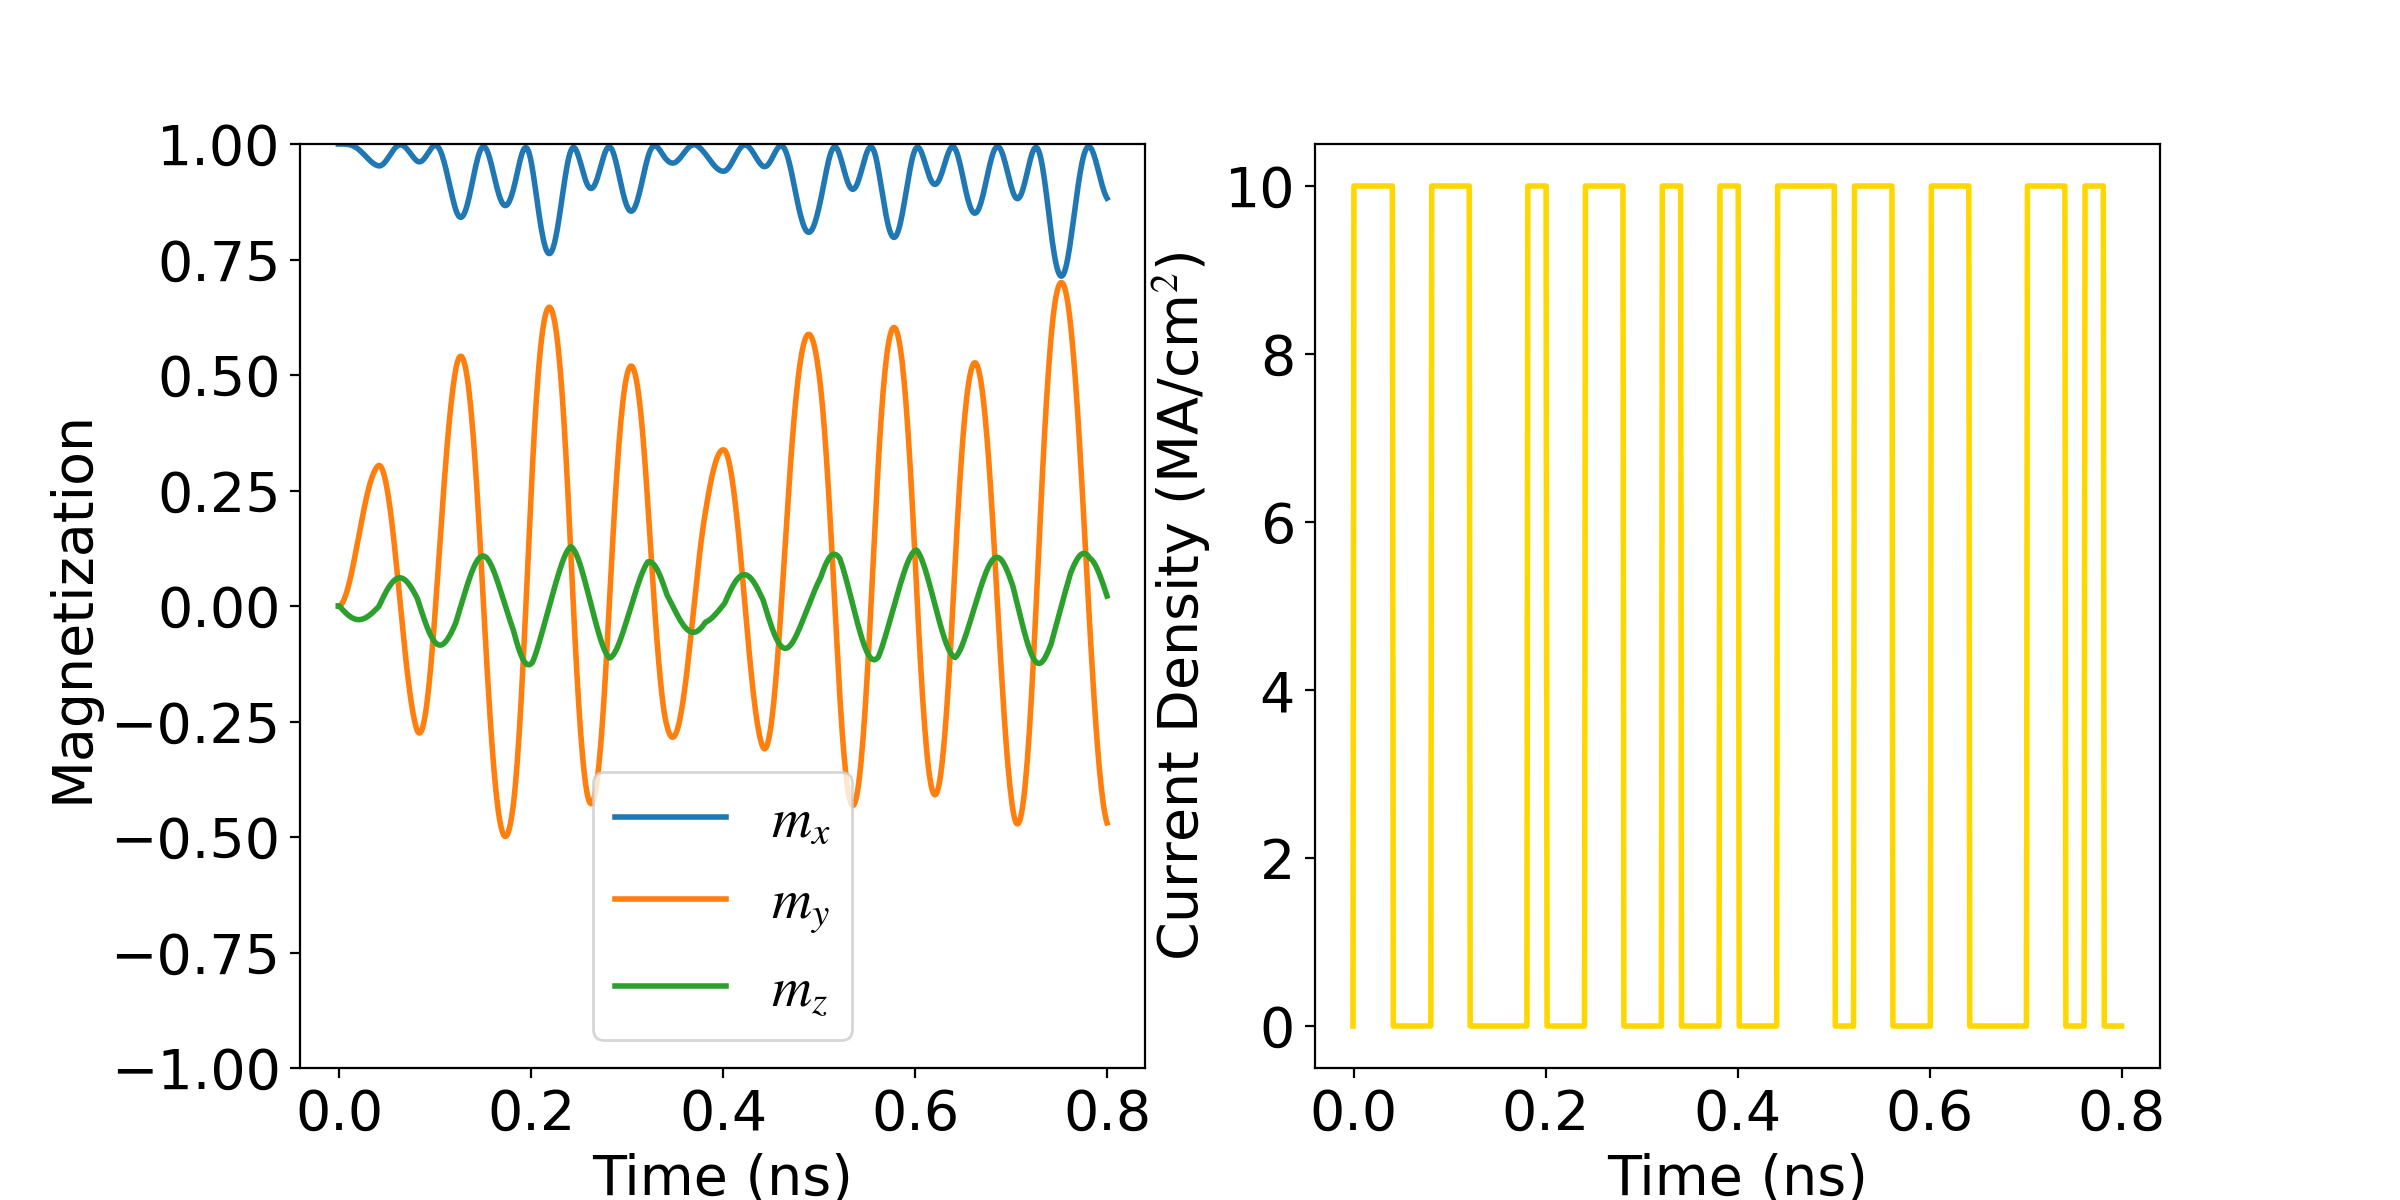 Magnetization
1.00
0.75
0.50
0.25
0.00
−0.25
−0.50
−0.75
−1.00
0.0 0.2 0.4 0.6 0.8
Time (ns)
m_x
m_y
m_z
Current Density (MA/cm²)
10
8
6
4
2
0
0.0 0.2 0.4 0.6 0.8
Time (ns)